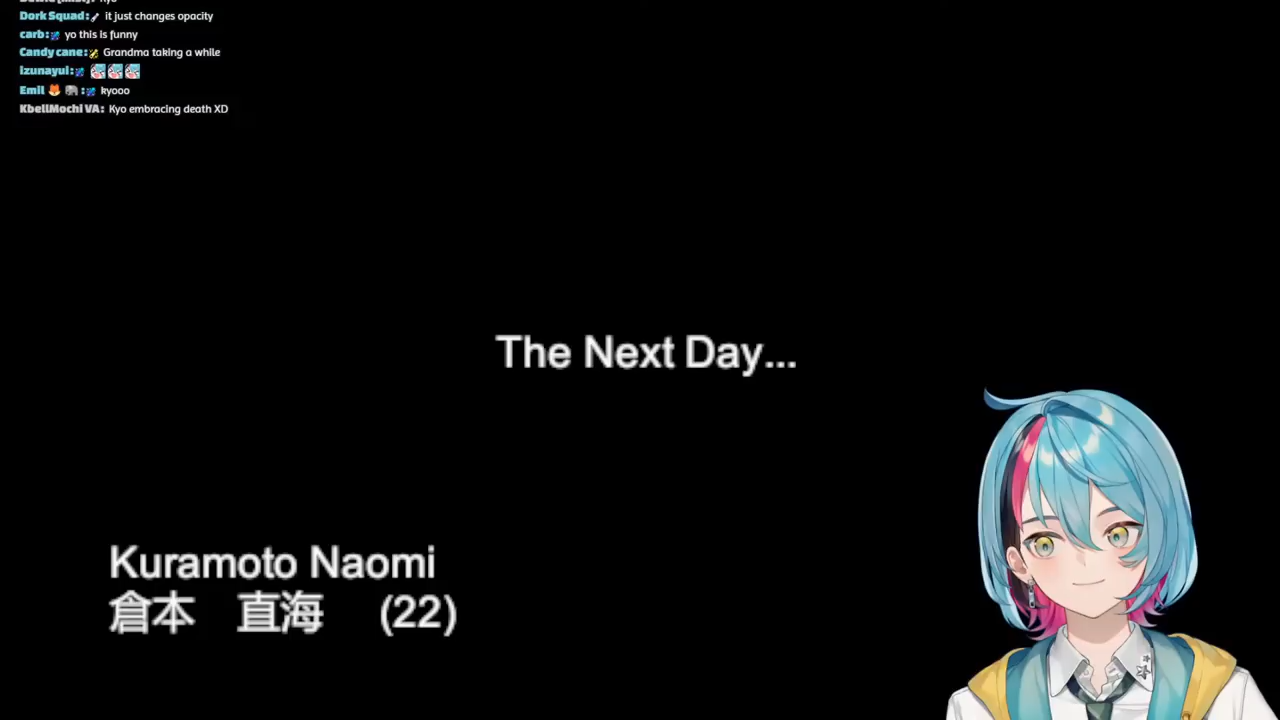 Dork Squad: it just changes opacity
carb: yo this is funny
Candy cane: Grandma taking a while
izunayui:
Emil : kyooo
KbellMochi VA: Kyo embracing death XD
The Next Day...
Kuramoto Naomi
倉本 直海 (22)